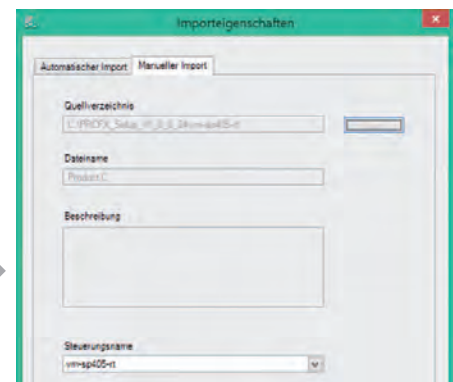 Importeigenschaften
Automatischer Import Manueller Import
Quellverzeichnis
Dateiname
Product.C
Beschreibung
Steuerungsname
vm-sp405-rt